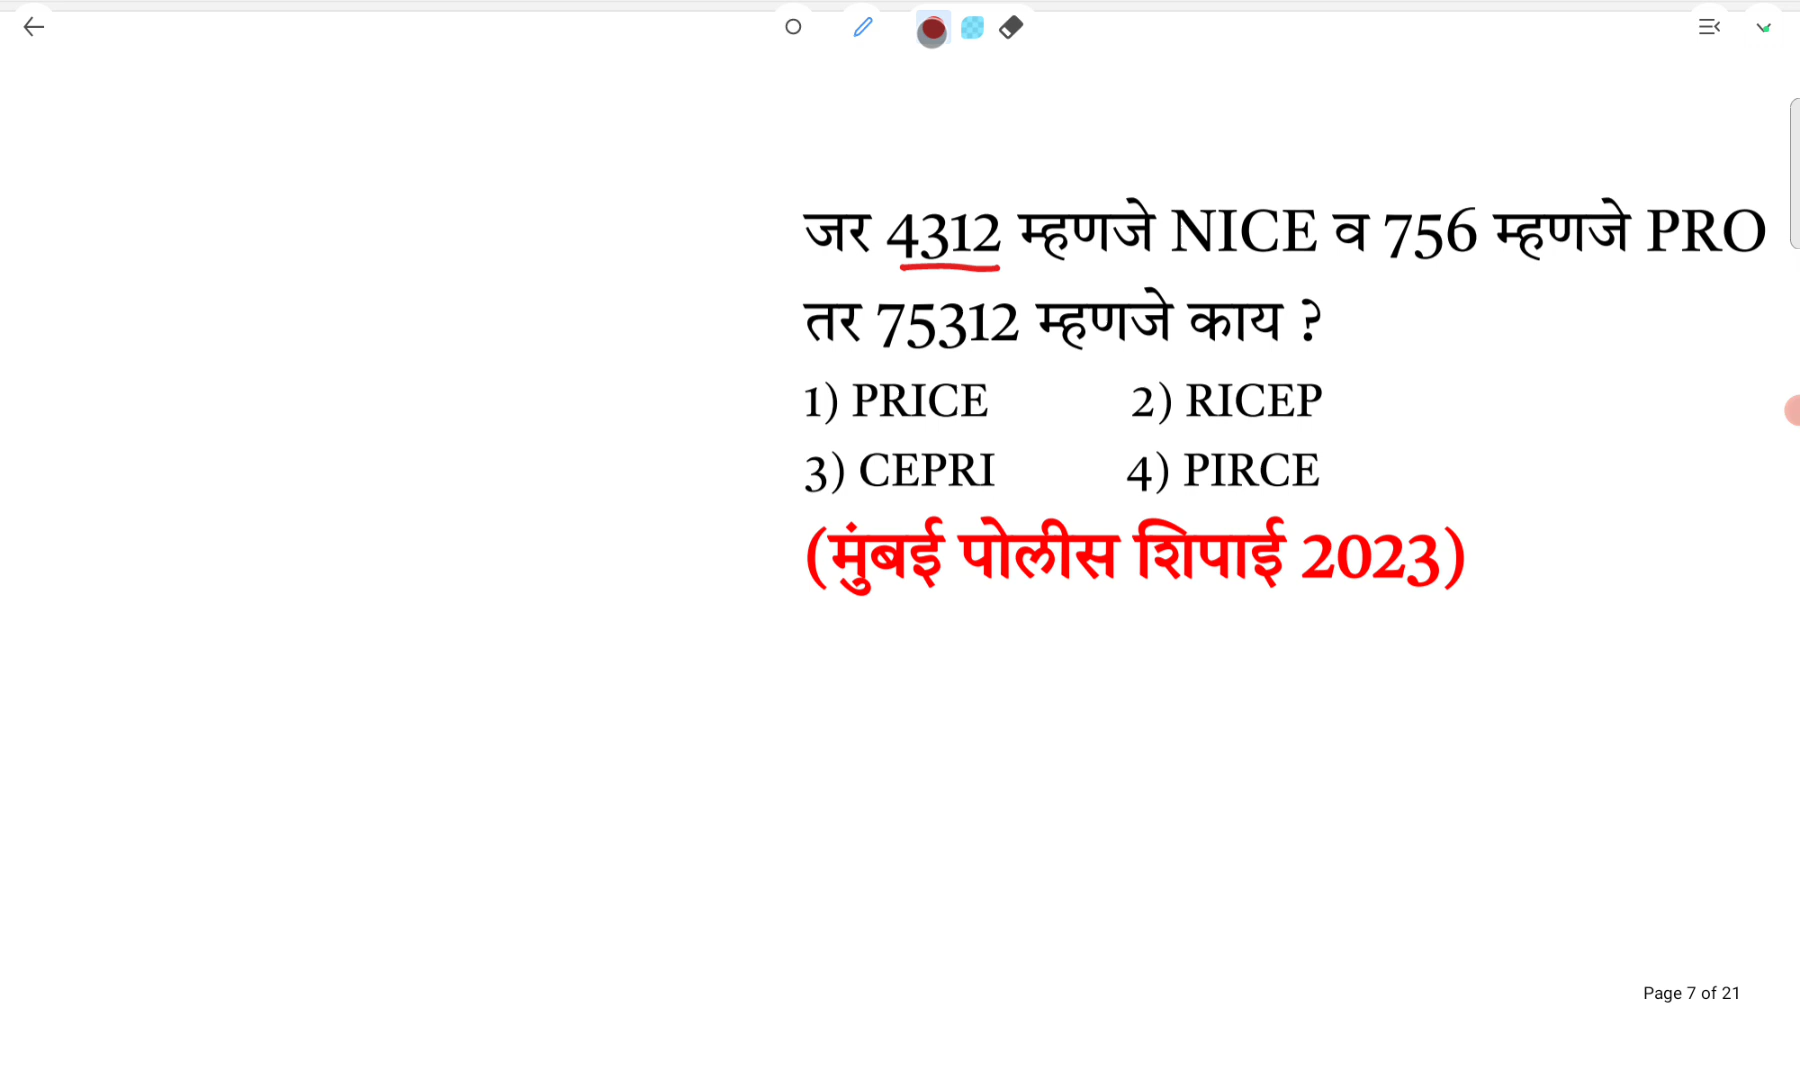 जर 4312 म्हणजे NICE व 756 म्हणजे PRO
तर 75312 म्हणजे काय ?
1) PRICE 2) RICEP
3) CEPRI 4) PIRCE
(मुंबई पोलीस शिपाई 2023)
Page 7 of 21